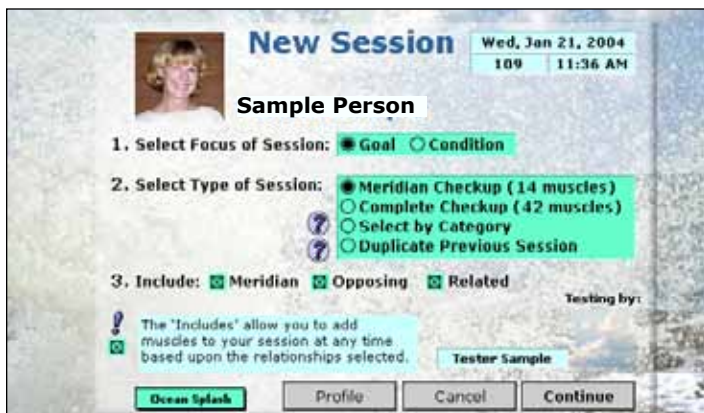 New Session
Wed, Jan 21, 2004
109 11:36 AM
Sample Person
1. Select Focus of Session: Goal Condition
2. Select Type of Session: Meridian Checkup (14 muscles)
Complete Checkup (42 muscles)
? Select by Category
? Duplicate Previous Session
3. Include: Meridian Opposing Related
Testing by:
! The 'Includes' allow you to add
muscles to your session at any time
based upon the relationships selected.
Tester Sample
Ocean Splash Profile Cancel Continue